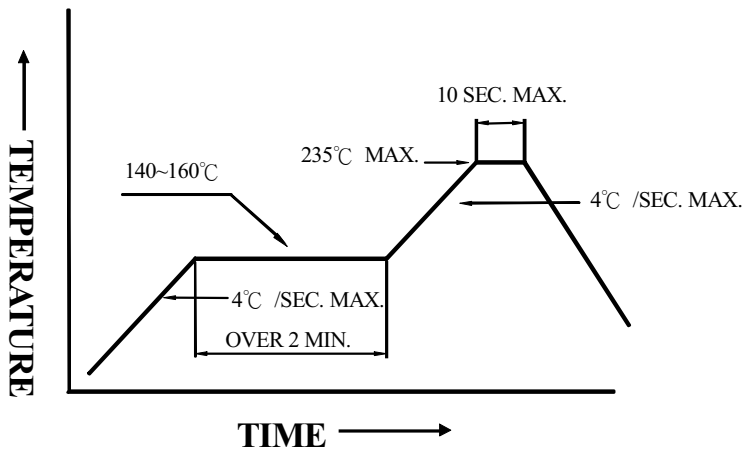 10 SEC. MAX.
235℃ MAX.
140~160℃
4℃ /SEC. MAX.
4℃ /SEC. MAX.
OVER 2 MIN.
TEMPERATURE
TIME